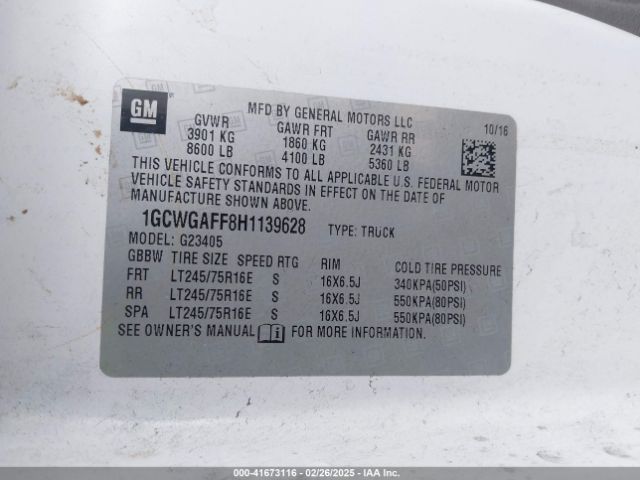 GM
MFD BY GENERAL MOTORS LLC
GVWR GAWR FRT GAWR RR 10/16
3901 KG 1860 KG 2431 KG
8600 LB 4100 LB 5360 LB
THIS VEHICLE CONFORMS TO ALL APPLICABLE U.S. FEDERAL MOTOR
VEHICLE SAFETY STANDARDS IN EFFECT ON THE DATE OF
MANUFACTURE SHOWN ABOVE.
1GCWGAFF8H1139628 TYPE: TRUCK
MODEL: G23405
GBBW TIRE SIZE SPEED RTG RIM COLD TIRE PRESSURE
FRT LT245/75R16E S 16X6.5J 340KPA(50PSI)
RR LT245/75R16E S 16X6.5J 550KPA(80PSI)
SPA LT245/75R16E S 16X6.5J 550KPA(80PSI)
SEE OWNER'S MANUAL FOR MORE INFORMATION.
000-41673116 - 02/26/2025 - IAA Inc.